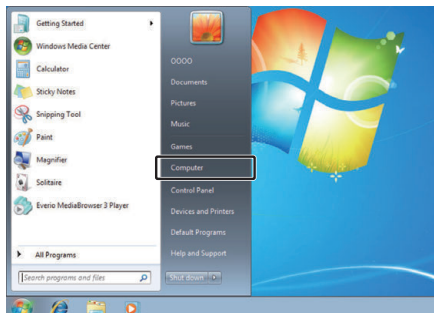 Getting Started
Windows Media Center
Calculator
Sticky Notes
Snipping Tool
Paint
Magnifier
Solitaire
Everio MediaBrowser 3 Player
All Programs
Search programs and files
OOOO
Documents
Pictures
Music
Games
Computer
Control Panel
Devices and Printers
Default Programs
Help and Support
Shut down